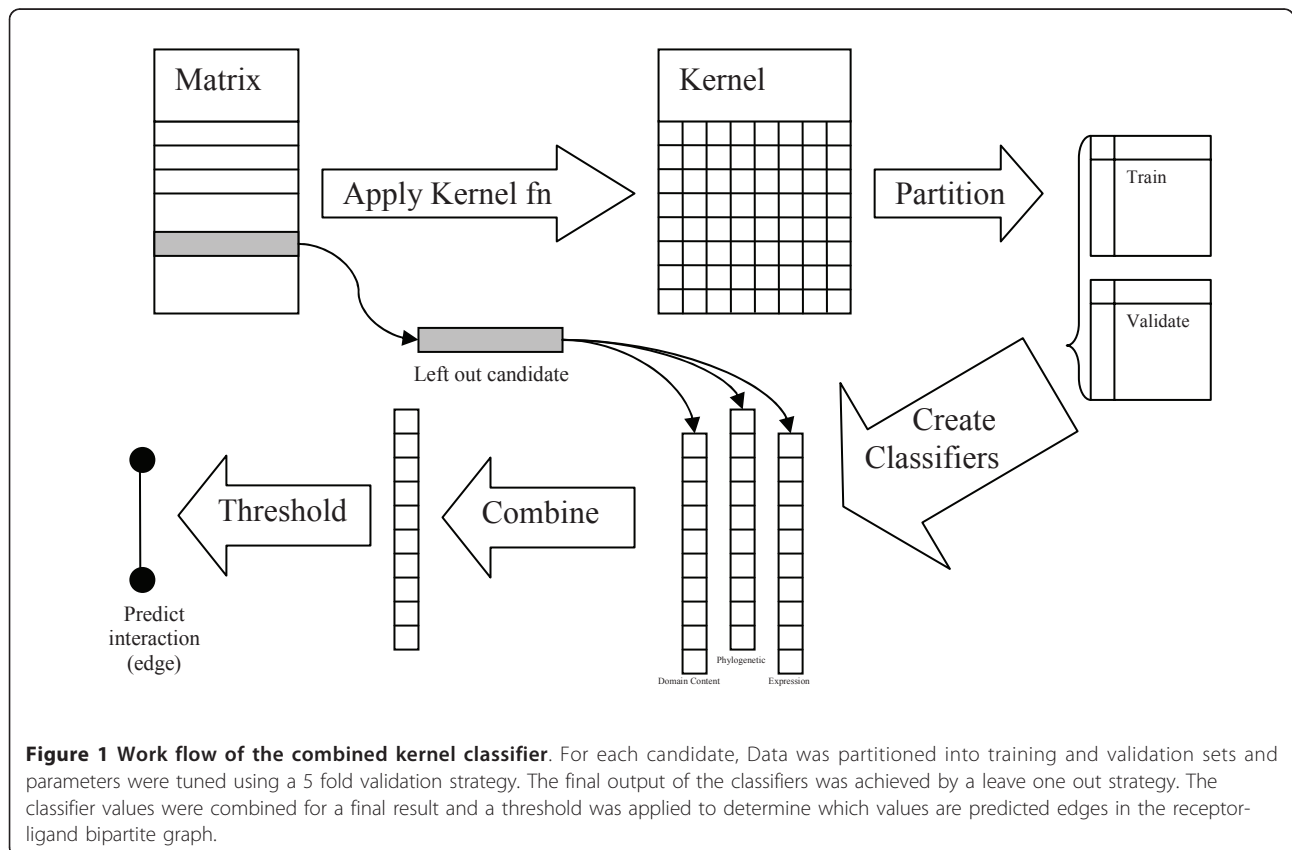 Matrix
Kernel
Apply Kernel fn
Partition
Train
Validate
Left out candidate
Create
Classifiers
Threshold
Combine
Predict
interaction
(edge)
Phylogenetic
Domain Content
Expression
Figure 1 Work flow of the combined kernel classifier. For each candidate, Data was partitioned into training and validation sets and
parameters were tuned using a 5 fold validation strategy. The final output of the classifiers was achieved by a leave one out strategy. The
classifier values were combined for a final result and a threshold was applied to determine which values are predicted edges in the receptor-
ligand bipartite graph.